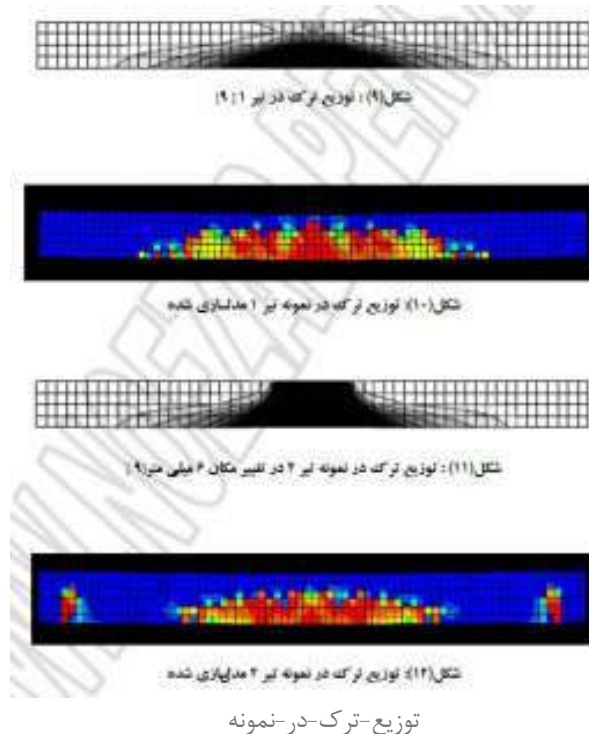 شکل(۹) : توزیع ترک در تیر ۱ [۹]
شکل(۱۰): توزیع ترک در نمونه تیر ۱ مدلسازی شده
شکل(۱۱) : توزیع ترک در نمونه تیر ۲ در تغییر مکان ۶ میلی متر[۹]
شکل(۱۲): توزیع ترک در نمونه تیر ۲ مدلسازی شده
توزیع-ترک-در-نمونه